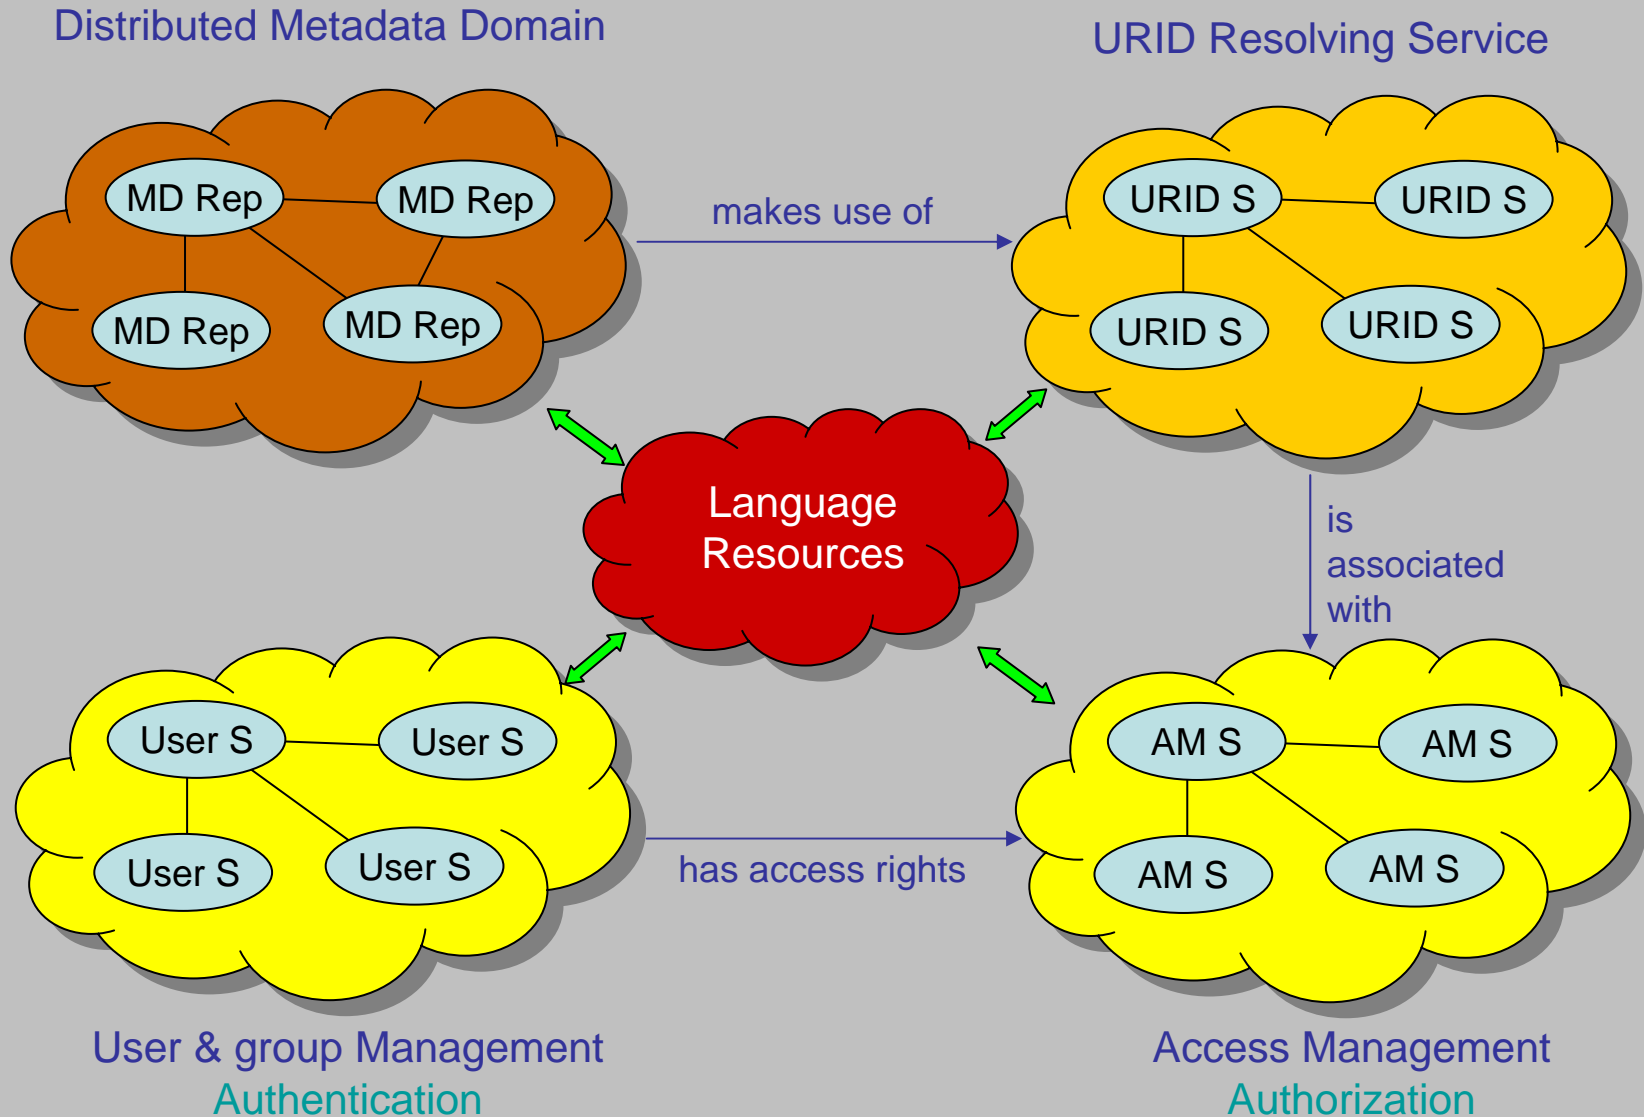 Distributed Metadata Domain
URID Resolving Service
MD Rep
MD Rep
MD Rep
MD Rep
makes use of
URID S
URID S
URID S
URID S
Language
Resources
is
associated
with
User S
User S
User S
User S
has access rights
AM S
AM S
AM S
AM S
User & group Management
Authentication
Access Management
Authorization